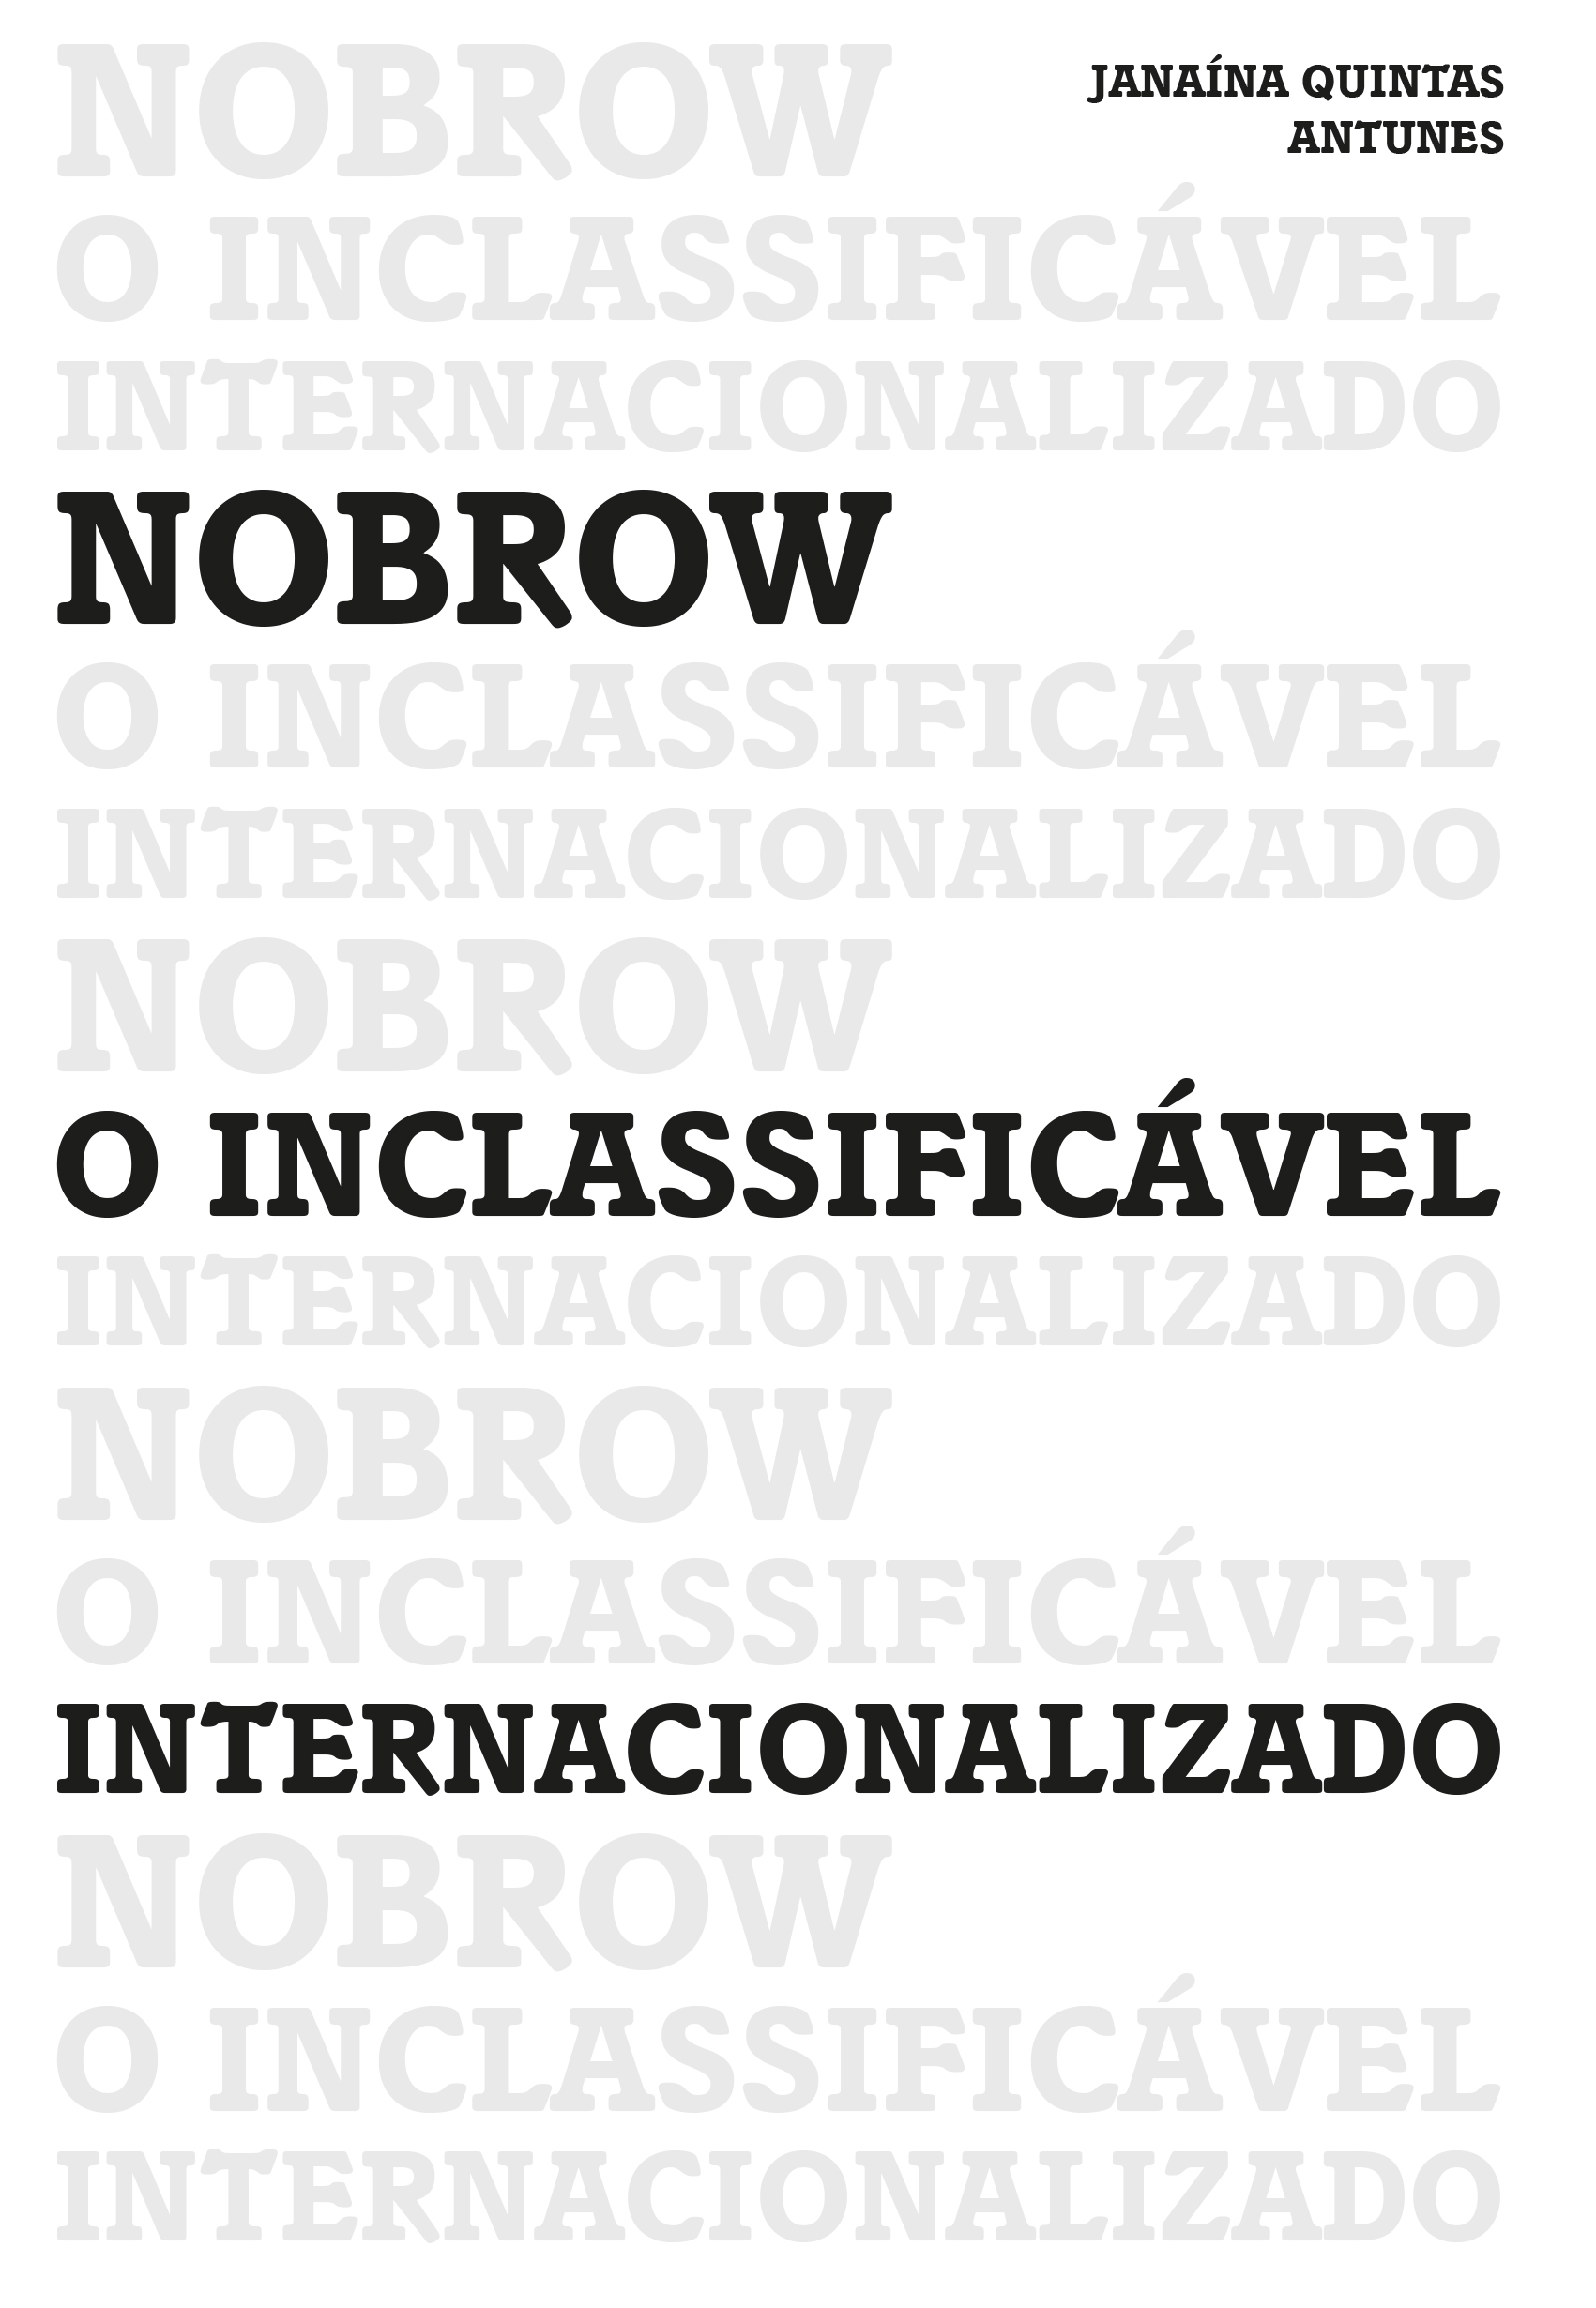 NOBROW
JANAÍNA QUINTAS
ANTUNES
O INCLASSIFICÁVEL
INTERNACIONALIZADO
NOBROW
O INCLASSIFICÁVEL
INTERNACIONALIZADO
NOBROW
O INCLASSIFICÁVEL
INTERNACIONALIZADO
NOBROW
O INCLASSIFICÁVEL
INTERNACIONALIZADO
NOBROW
O INCLASSIFICÁVEL
INTERNACIONALIZADO